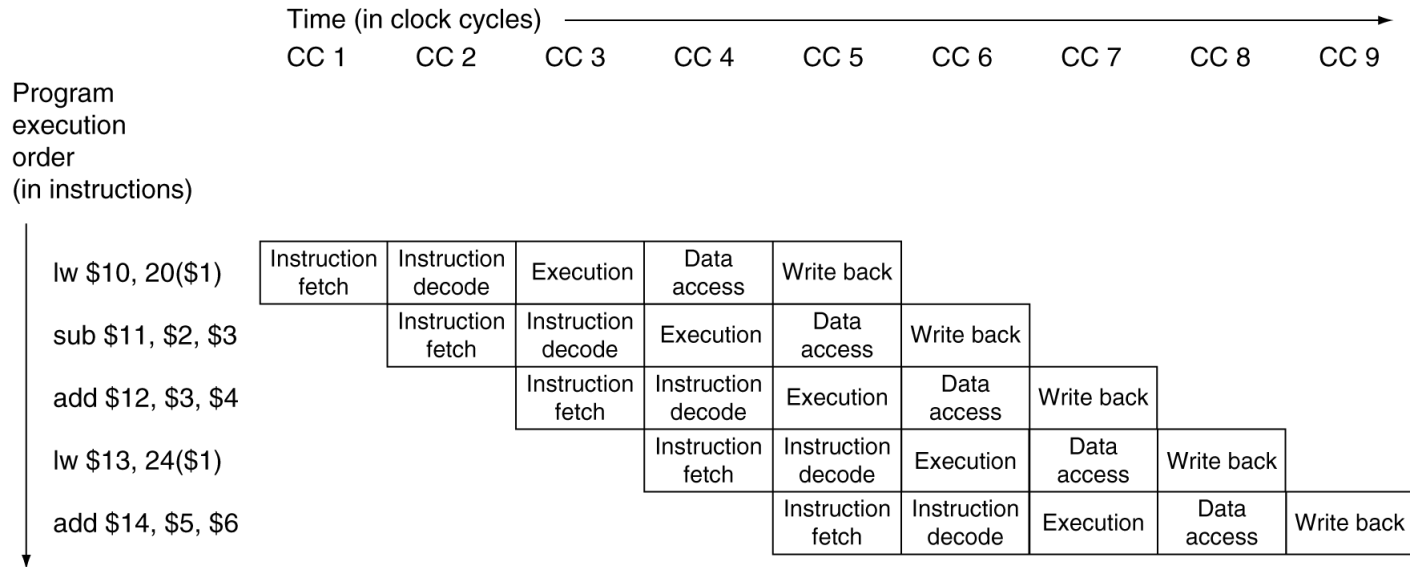 Time (in clock cycles)
CC 1 CC 2 CC 3 CC 4 CC 5 CC 6 CC 7 CC 8 CC 9
Program
execution
order
(in instructions)
lw $10, 20($1)
Instruction
fetch
Instruction
decode
Execution
Data
access
Write back
sub $11, $2, $3
Instruction
fetch
Instruction
decode
Execution
Data
access
Write back
add $12, $3, $4
Instruction
fetch
Instruction
decode
Execution
Data
access
Write back
lw $13, 24($1)
Instruction
fetch
Instruction
decode
Execution
Data
access
Write back
add $14, $5, $6
Instruction
fetch
Instruction
decode
Execution
Data
access
Write back